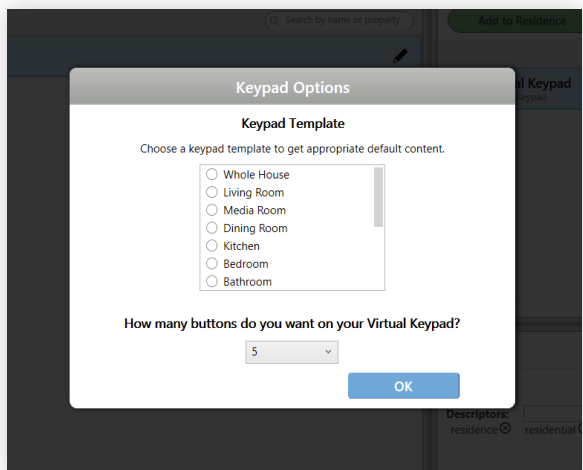 Search by name or property
Add to Residence
al Keypad
Keypad
Keypad Options
Keypad Template
Choose a keypad template to get appropriate default content.
Whole House
Living Room
Media Room
Dining Room
Kitchen
Bedroom
Bathroom
How many buttons do you want on your Virtual Keypad?
5
OK
Descriptors:
residence residential